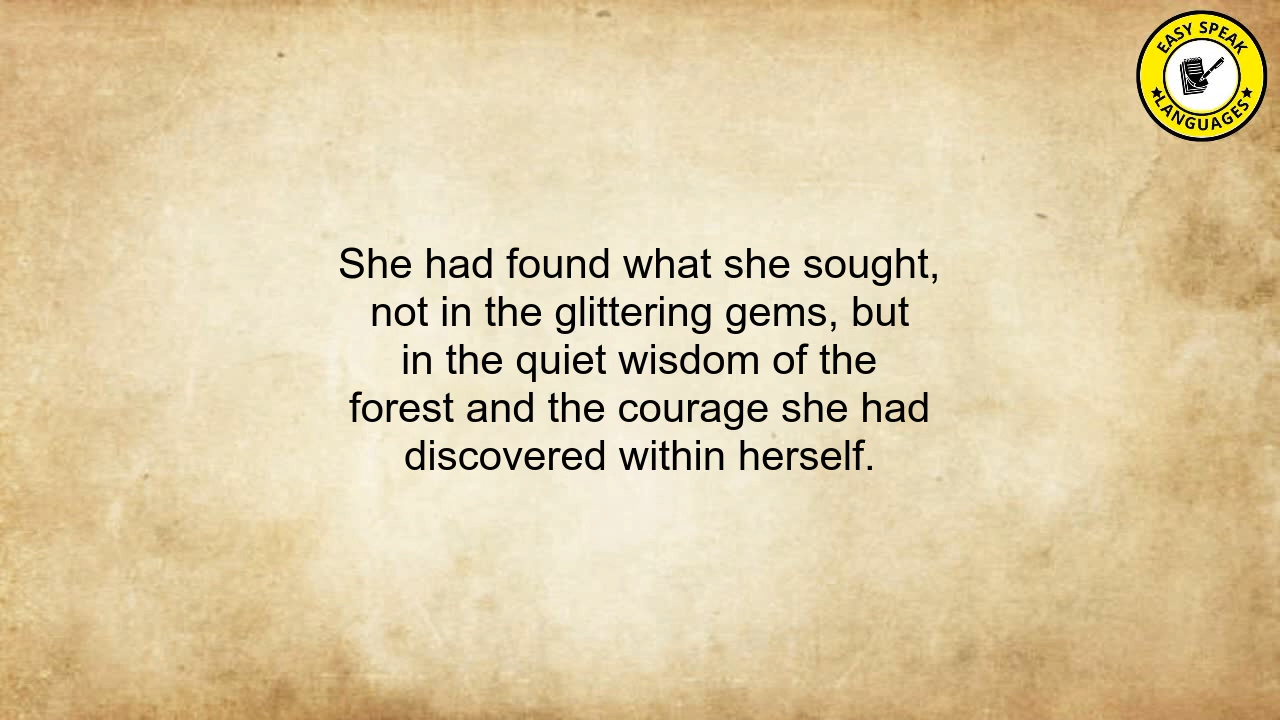 EASY SPEAK
LANGUAGES
She had found what she sought,
not in the glittering gems, but
in the quiet wisdom of the
forest and the courage she had
discovered within herself.